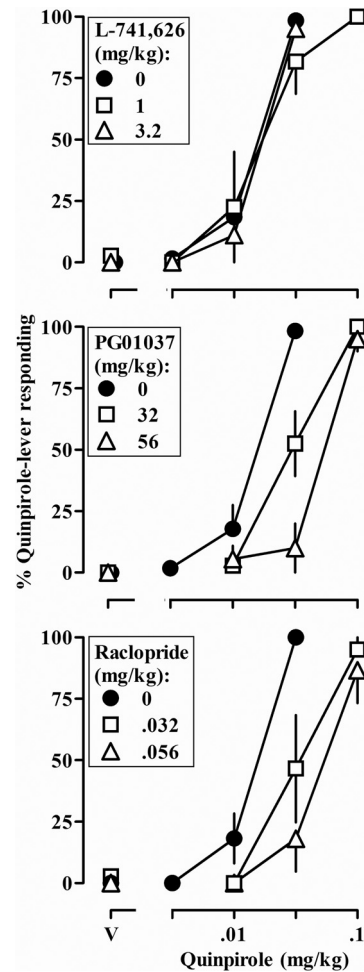 L-741,626
(mg/kg):
0
1
3.2
100
75
50
25
0
PG01037
(mg/kg):
0
32
56
100
75
50
25
0
% Quinpirole-lever responding
Raclopride
(mg/kg):
0
.032
.056
100
75
50
25
0
V .01 .1
Quinpirole (mg/kg)